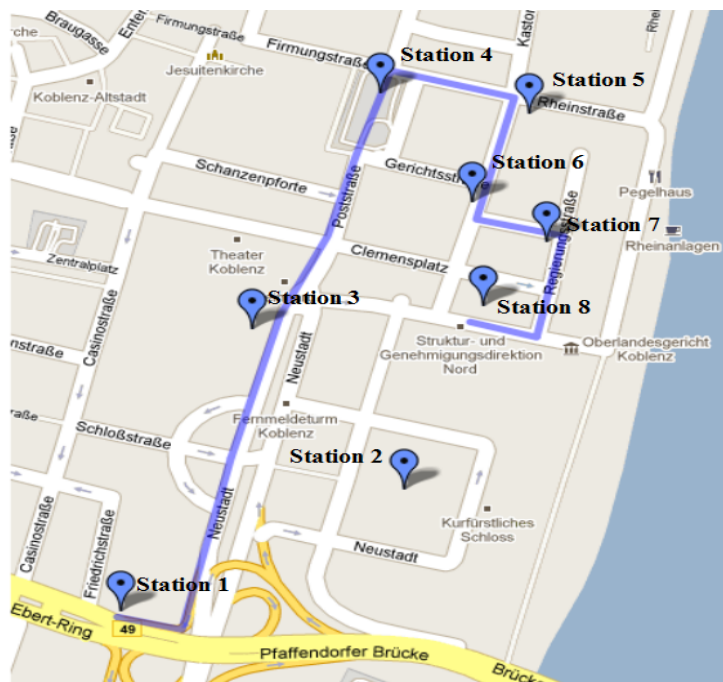 Braugasse
Firmungstraße
Firmungstraße
Jesuitenkirche
Koblenz-Altstadt
Station 4
Station 5
Rheinstraße
Schanzenpforte
Poststraße
Station 6
Gerichtsstraße
Pegelhaus
Station 7
Rheinanlagen
Regierungsstraße
Clemensplatz
Theater
Koblenz
Zentralplatz
Station 3
Station 8
Casinostraße
Neustadt
Struktur- und
Genehmigungsdirektion
Nord
Oberlandesgericht
Koblenz
Fernmeldeturm
Koblenz
Schloßstraße
Station 2
Neustadt
Kurfürstliches
Schloss
Neustadt
Casinostraße
Friedrichstraße
Station 1
Ebert-Ring
49
Pfaffendorfer Brücke
Brücke